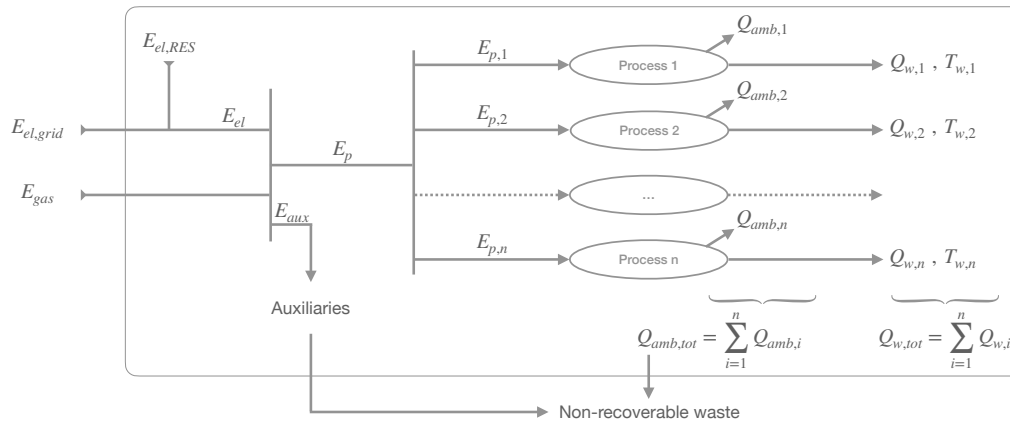 E_{el,RES}
E_{el,grid}
E_{el}
E_{gas}
E_p
E_{aux}
Auxiliaries
E_{p,1} Process 1 Q_{amb,1} Q_{w,1} , T_{w,1}
E_{p,2} Process 2 Q_{amb,2} Q_{w,2} , T_{w,2}
...
E_{p,n} Process n Q_{amb,n} Q_{w,n} , T_{w,n}
Q_{amb,tot} = \sum_{i=1}^{n} Q_{amb,i}
Q_{w,tot} = \sum_{i=1}^{n} Q_{w,i}
Non-recoverable waste